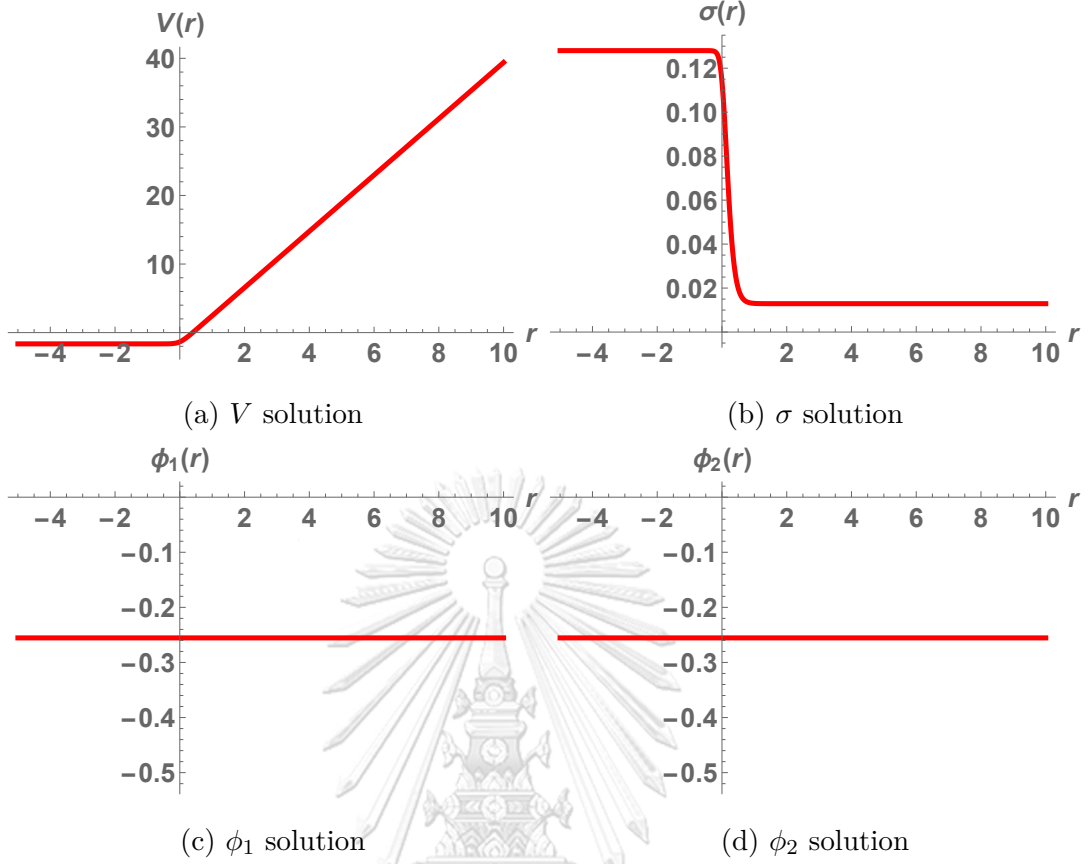 V(r)
40
30
20
10
−4 −2 2 4 6 8 10 r
(a) V solution
σ(r)
0.12
0.10
0.08
0.06
0.04
0.02
−4 −2 2 4 6 8 10 r
(b) σ solution
ϕ₁(r)
−4 −2 2 4 6 8 10 r
−0.1
−0.2
−0.3
−0.4
−0.5
(c) ϕ₁ solution
ϕ₂(r)
−4 −2 2 4 6 8 10 r
−0.1
−0.2
−0.3
−0.4
−0.5
(d) ϕ₂ solution